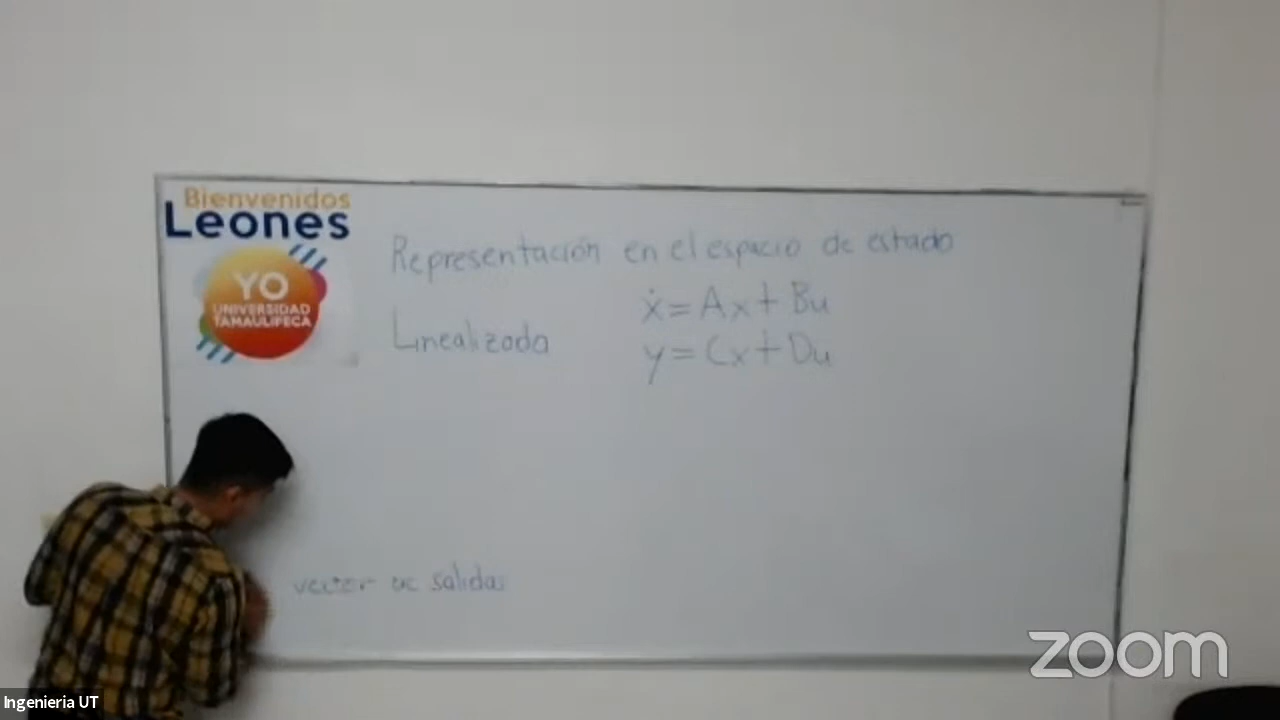 Bienvenidos
Leones
YO
UNIVERSIDAD
TAMAULIPECA
Representación en el espacio de estado
Linealizada
ẋ = Ax + Bu
y = Cx + Du
vector de salida
zoom
Ingenieria UT